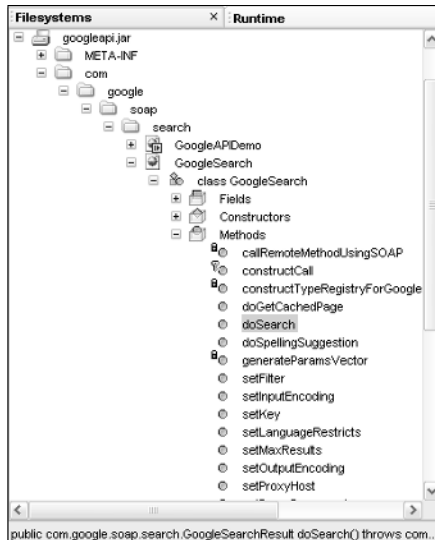 Filesystems × Runtime
googleapi.jar
META-INF
com
google
soap
search
GoogleAPIDemo
GoogleSearch
class GoogleSearch
Fields
Constructors
Methods
callRemoteMethodUsingSOAP
constructCall
constructTypeRegistryForGoogle
doGetCachedPage
doSearch
doSpellingSuggestion
generateParamsVector
setFilter
setInputEncoding
setKey
setLanguageRestricts
setMaxResults
setOutputEncoding
setProxyHost
public com.google.soap.search.GoogleSearchResult doSearch() throws com...